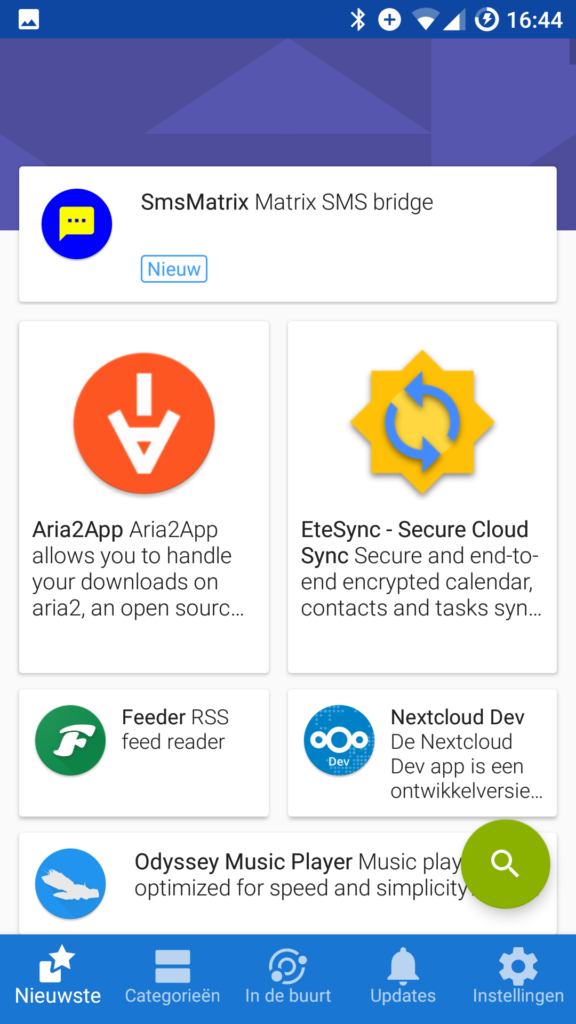 16:44
SmsMatrix Matrix SMS bridge
Nieuw
Aria2App Aria2App
allows you to handle
your downloads on
aria2, an open sourc…
EteSync - Secure Cloud
Sync Secure and end-to-
end encrypted calendar,
contacts and tasks syn…
Feeder RSS
feed reader
Nextcloud Dev
De Nextcloud
Dev app is een
ontwikkelversie…
Dev
Odyssey Music Player Music play
optimized for speed and simplicity
Nieuwste
Categorieën
In de buurt
Updates
Instellingen